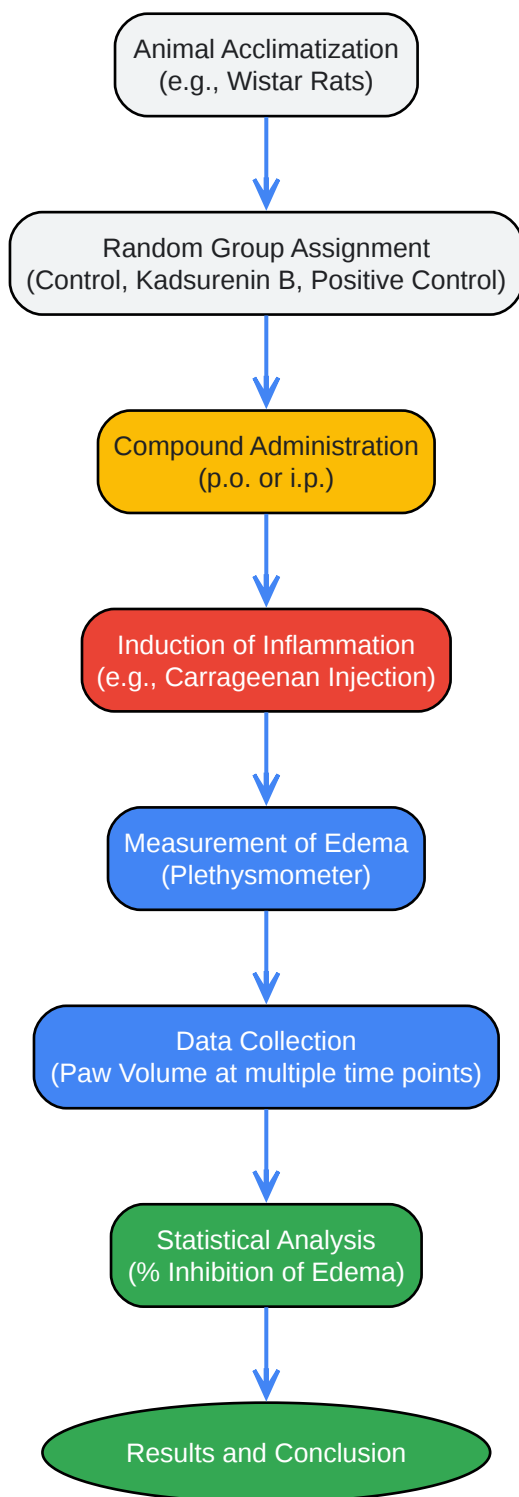 Animal Acclimatization
(e.g., Wistar Rats)
Random Group Assignment
(Control, Kadsurenin B, Positive Control)
Compound Administration
(p.o. or i.p.)
Induction of Inflammation
(e.g., Carrageenan Injection)
Measurement of Edema
(Plethysmometer)
Data Collection
(Paw Volume at multiple time points)
Statistical Analysis
(% Inhibition of Edema)
Results and Conclusion